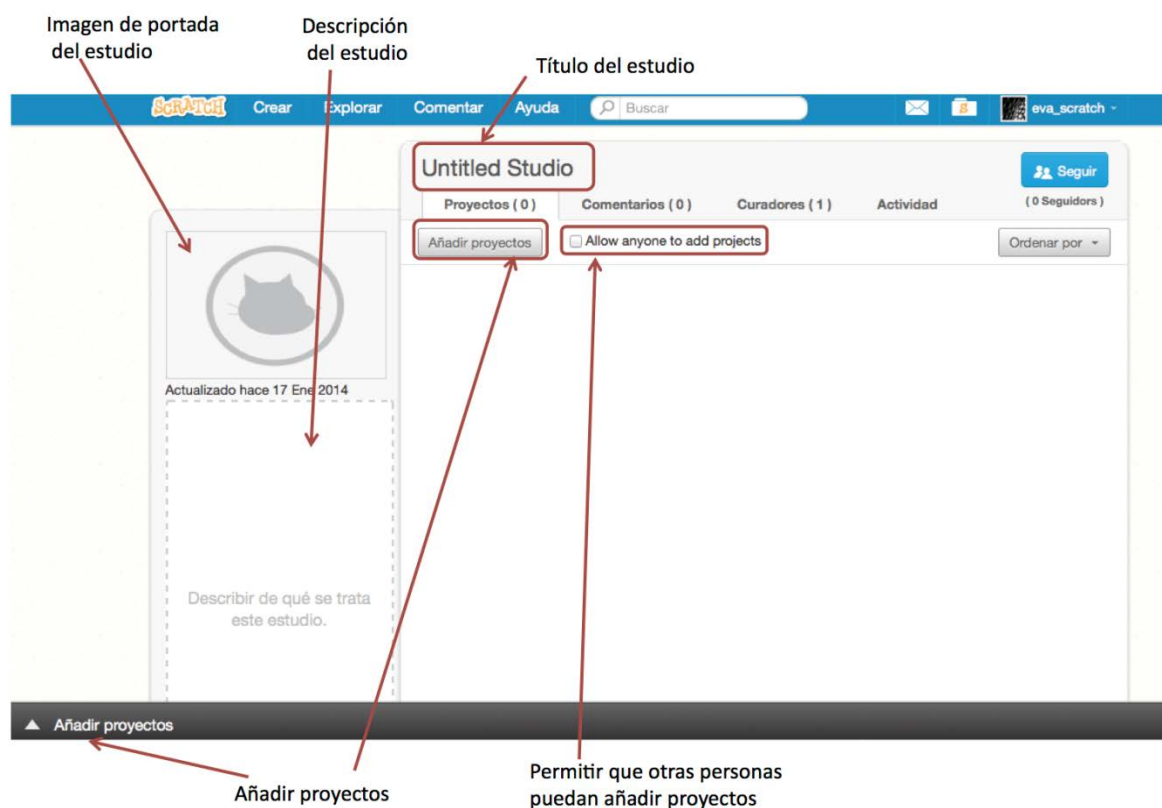 Imagen de portada
del estudio
Descripción
del estudio
Título del estudio
SCRATCH Crear Explorar Comentar Ayuda Buscar S eva_scratch
Untitled Studio
Seguir
(0 Seguidors)
Proyectos (0) Comentarios (0) Curadores (1) Actividad
Añadir proyectos Allow anyone to add projects Ordenar por
Actualizado hace 17 Ene 2014
Describir de qué se trata
este estudio.
Añadir proyectos
Añadir proyectos
Permitir que otras personas
puedan añadir proyectos